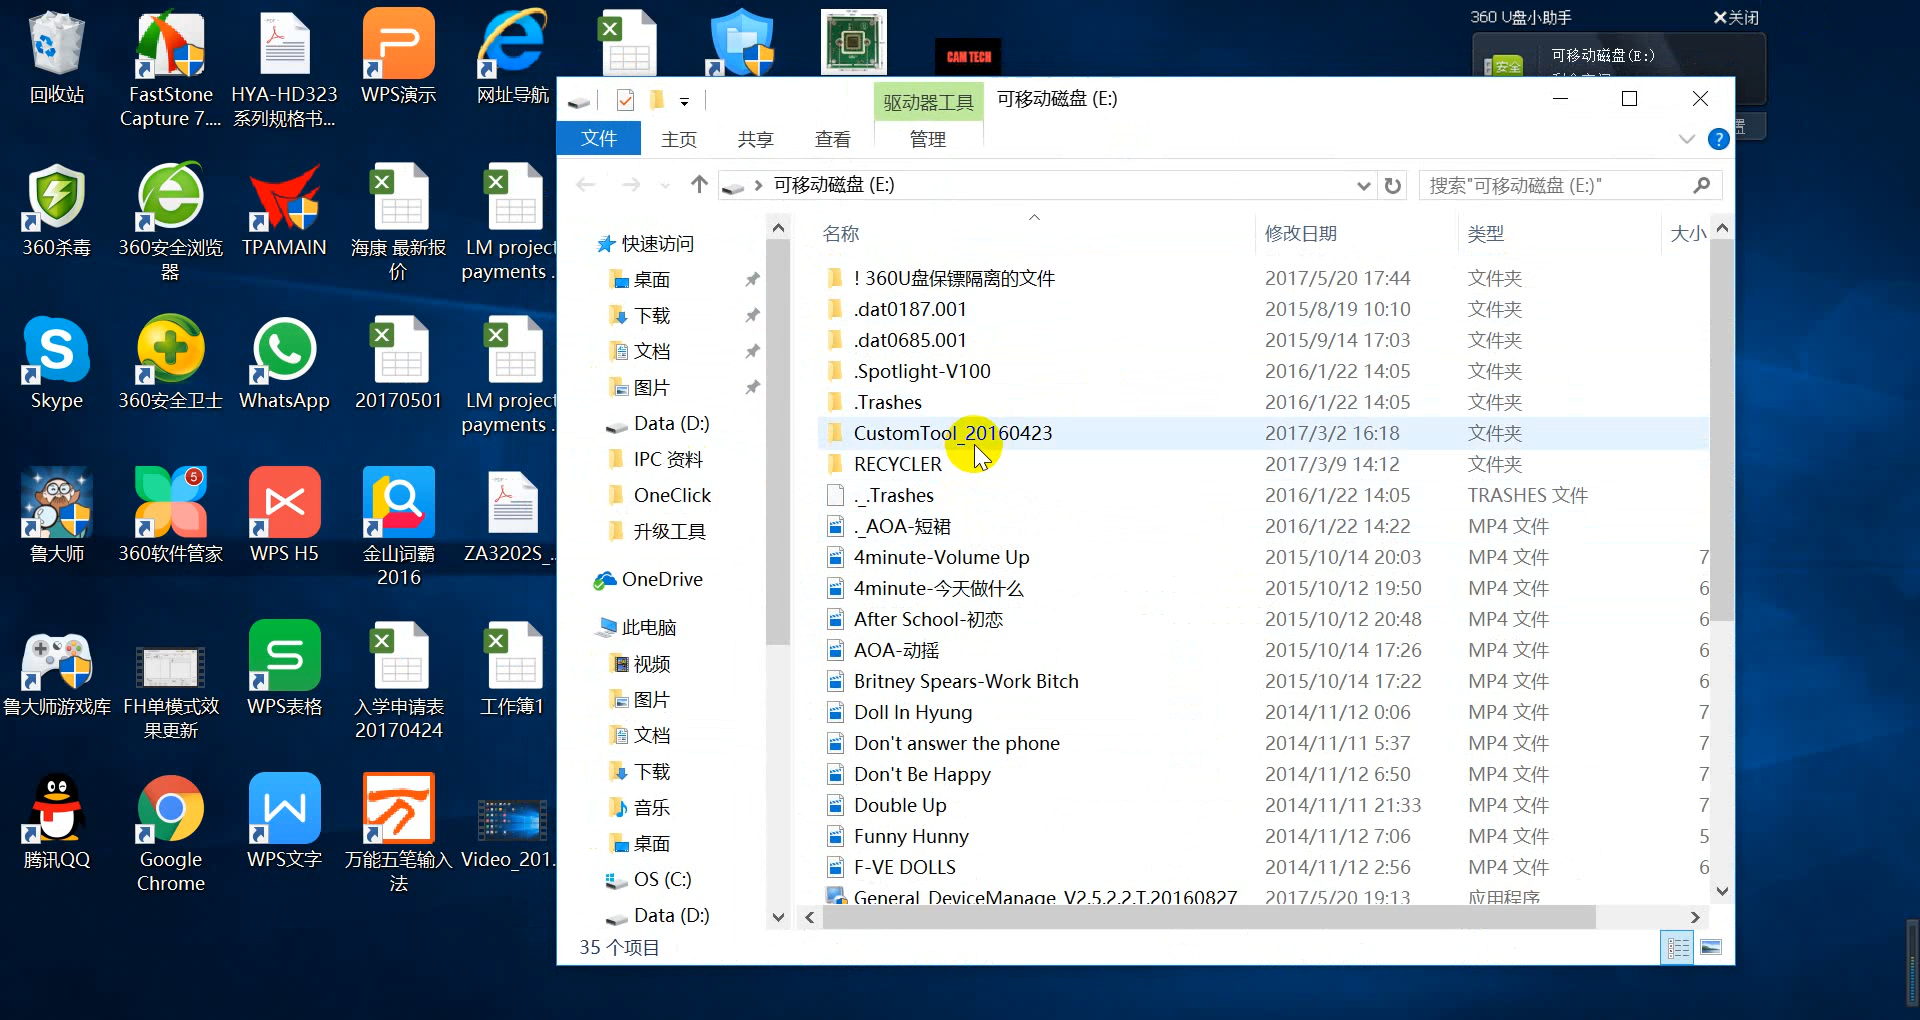 回收站
FastStone
Capture 7....
HYA-HD323
系列规格书...
WPS演示
网址导航
CAM TECH
360杀毒
360安全浏览
器
TPAMAIN
海康 最新报
价
LM project
payments .
Skype
360安全卫士
WhatsApp
20170501
LM project
payments .
鲁大师
5
360软件管家
WPS H5
金山词霸
2016
ZA3202S_..
鲁大师游戏库
FH单模式效
果更新
WPS表格
入学申请表
20170424
工作簿1
腾讯QQ
Google
Chrome
WPS文字
万能五笔输入
法
Video_201..
360 U盘小助手
关闭
安全
可移动磁盘(E:)
置
驱动器工具
可移动磁盘 (E:)
文件
主页
共享
查看
管理
可移动磁盘 (E:)
搜索"可移动磁盘 (E:)"
快速访问
桌面
下载
文档
图片
Data (D:)
IPC 资料
OneClick
升级工具
OneDrive
此电脑
视频
图片
文档
下载
音乐
桌面
OS (C:)
Data (D:)
名称 修改日期 类型 大小
! 360U盘保镖隔离的文件 2017/5/20 17:44 文件夹
.dat0187.001 2015/8/19 10:10 文件夹
.dat0685.001 2015/9/14 17:03 文件夹
.Spotlight-V100 2016/1/22 14:05 文件夹
.Trashes 2016/1/22 14:05 文件夹
CustomTool_20160423 2017/3/2 16:18 文件夹
RECYCLER 2017/3/9 14:12 文件夹
._.Trashes 2016/1/22 14:05 TRASHES 文件
._AOA-短裙 2016/1/22 14:22 MP4 文件
4minute-Volume Up 2015/10/14 20:03 MP4 文件 7
4minute-今天做什么 2015/10/12 19:50 MP4 文件 6
After School-初恋 2015/10/12 20:48 MP4 文件 6
AOA-动摇 2015/10/14 17:26 MP4 文件 6
Britney Spears-Work Bitch 2015/10/14 17:22 MP4 文件 6
Doll In Hyung 2014/11/12 0:06 MP4 文件 7
Don't answer the phone 2014/11/11 5:37 MP4 文件 7
Don't Be Happy 2014/11/12 6:50 MP4 文件 7
Double Up 2014/11/11 21:33 MP4 文件 7
Funny Hunny 2014/11/12 7:06 MP4 文件 5
F-VE DOLLS 2014/11/12 2:56 MP4 文件 6
General_DeviceManage_V2.5.2.2.T.20160827 2017/5/20 19:13 应用程序
35 个项目